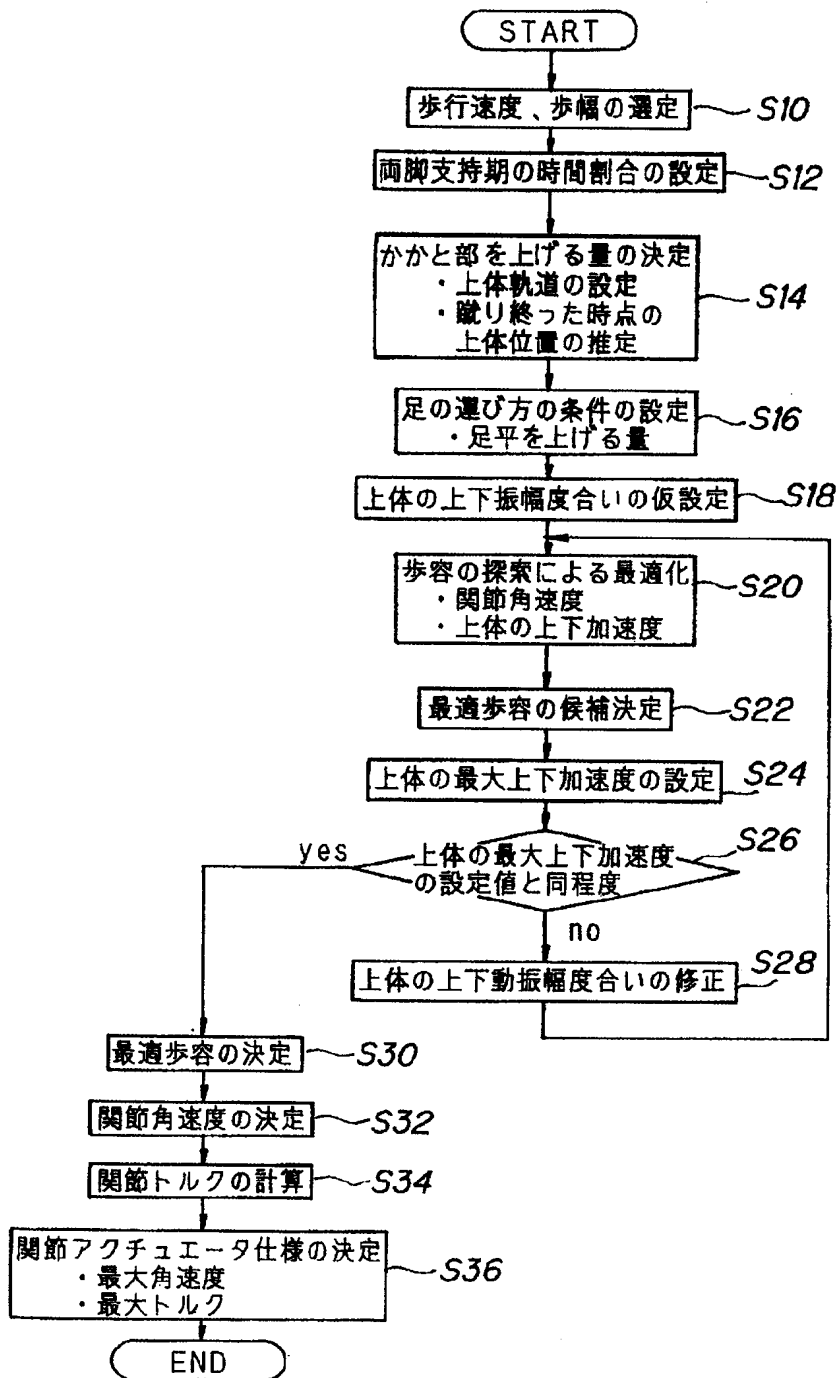 START
歩行速度、歩幅の選定
S10
両脚支持期の時間割合の設定
S12
かかと部を上げる量の決定
・上体軌道の設定
・蹴り終った時点の
上体位置の推定
S14
足の運び方の条件の設定
・足平を上げる量
S16
上体の上下振幅度合いの仮設定
S18
歩容の探索による最適化
・関節角速度
・上体の上下加速度
S20
最適歩容の候補決定
S22
上体の最大上下加速度の設定
S24
上体の最大上下加速度
の設定値と同程度
S26
yes
no
上体の上下動振幅度合いの修正
S28
最適歩容の決定
S30
関節角速度の決定
S32
関節トルクの計算
S34
関節アクチュエータ仕様の決定
・最大角速度
・最大トルク
S36
END